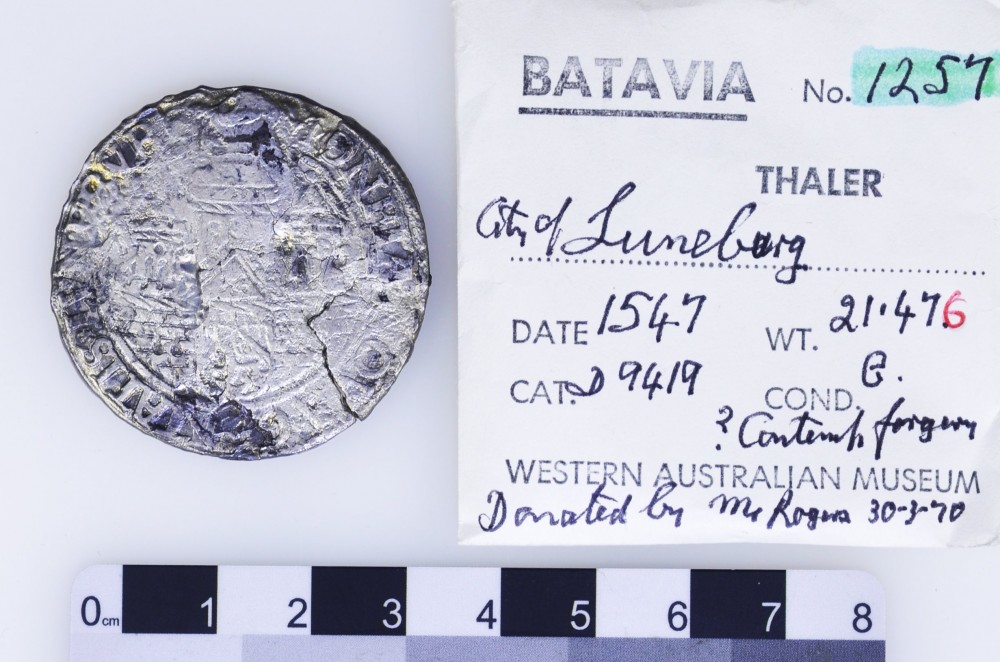 BATAVIA No. 1257
THALER
City of Luneburg
DATE 1547 WT. 21.476
CAT. D 9419 COND. B.
? Contemp forgery
WESTERN AUSTRALIAN MUSEUM
Donated by Mr Rogers 30-3-70
0cm 1 2 3 4 5 6 7 8